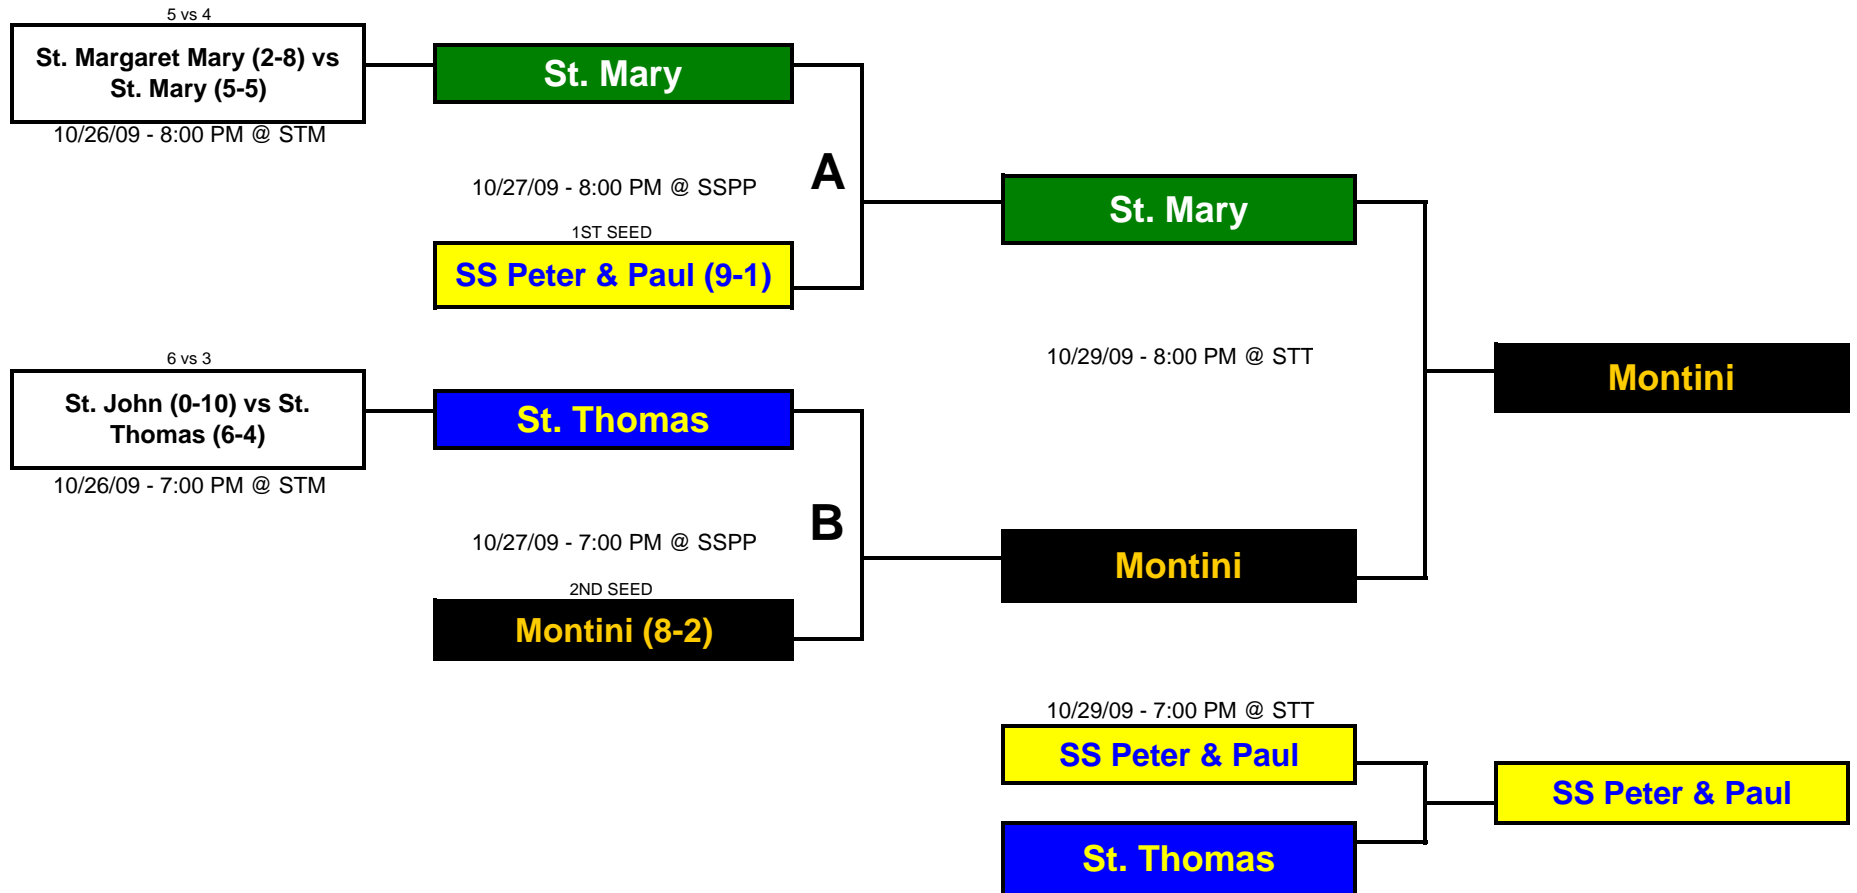 5 vs 4
St. Margaret Mary (2-8) vs
St. Mary (5-5)
10/26/09 - 8:00 PM @ STM
St. Mary
A
10/27/09 - 8:00 PM @ SSPP
1ST SEED
SS Peter & Paul (9-1)
St. Mary
10/29/09 - 8:00 PM @ STT
Montini
6 vs 3
St. John (0-10) vs St.
Thomas (6-4)
10/26/09 - 7:00 PM @ STM
St. Thomas
B
10/27/09 - 7:00 PM @ SSPP
2ND SEED
Montini (8-2)
Montini
10/29/09 - 7:00 PM @ STT
SS Peter & Paul
SS Peter & Paul
St. Thomas